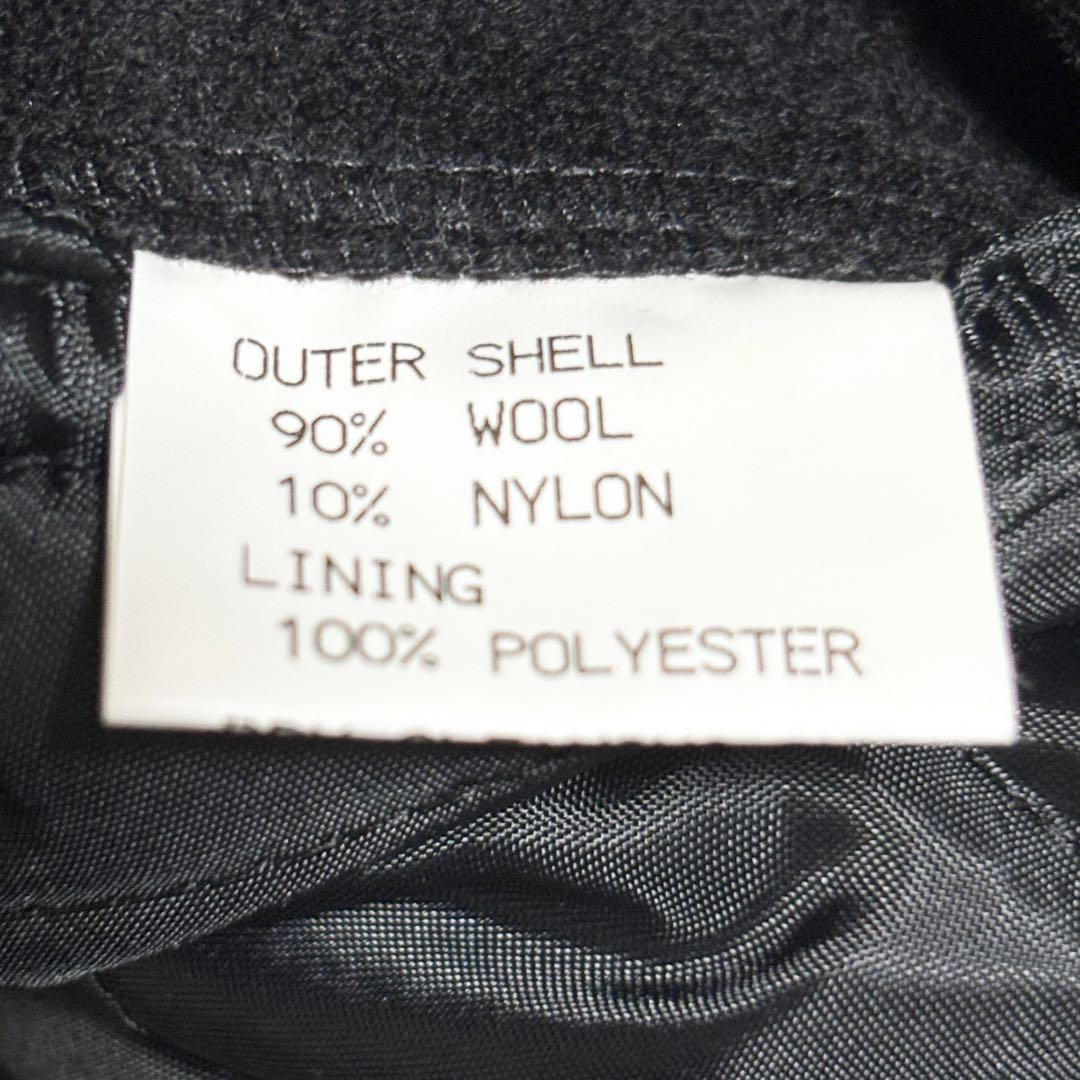 OUTER SHELL
90% WOOL
10% NYLON
LINING
100% POLYESTER